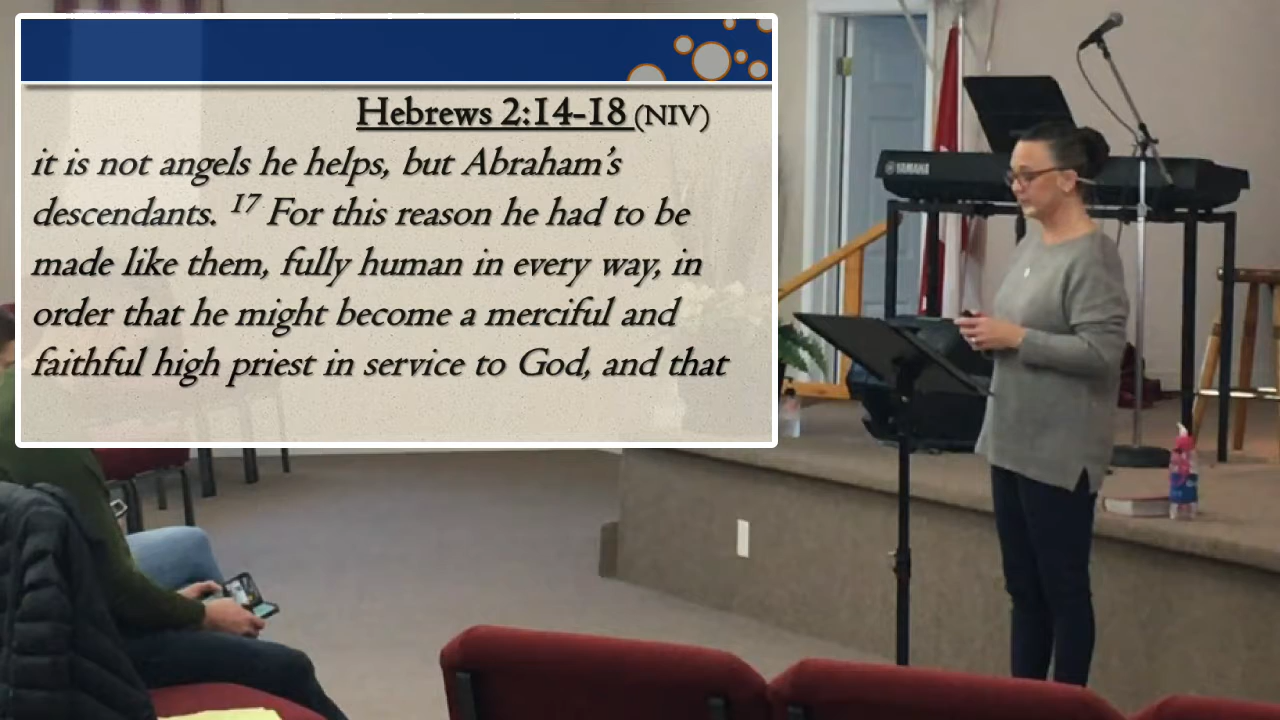 Hebrews 2:14-18 (NIV)
it is not angels he helps, but Abraham's
descendants. 17 For this reason he had to be
made like them, fully human in every way, in
order that he might become a merciful and
faithful high priest in service to God, and that
YAMAHA